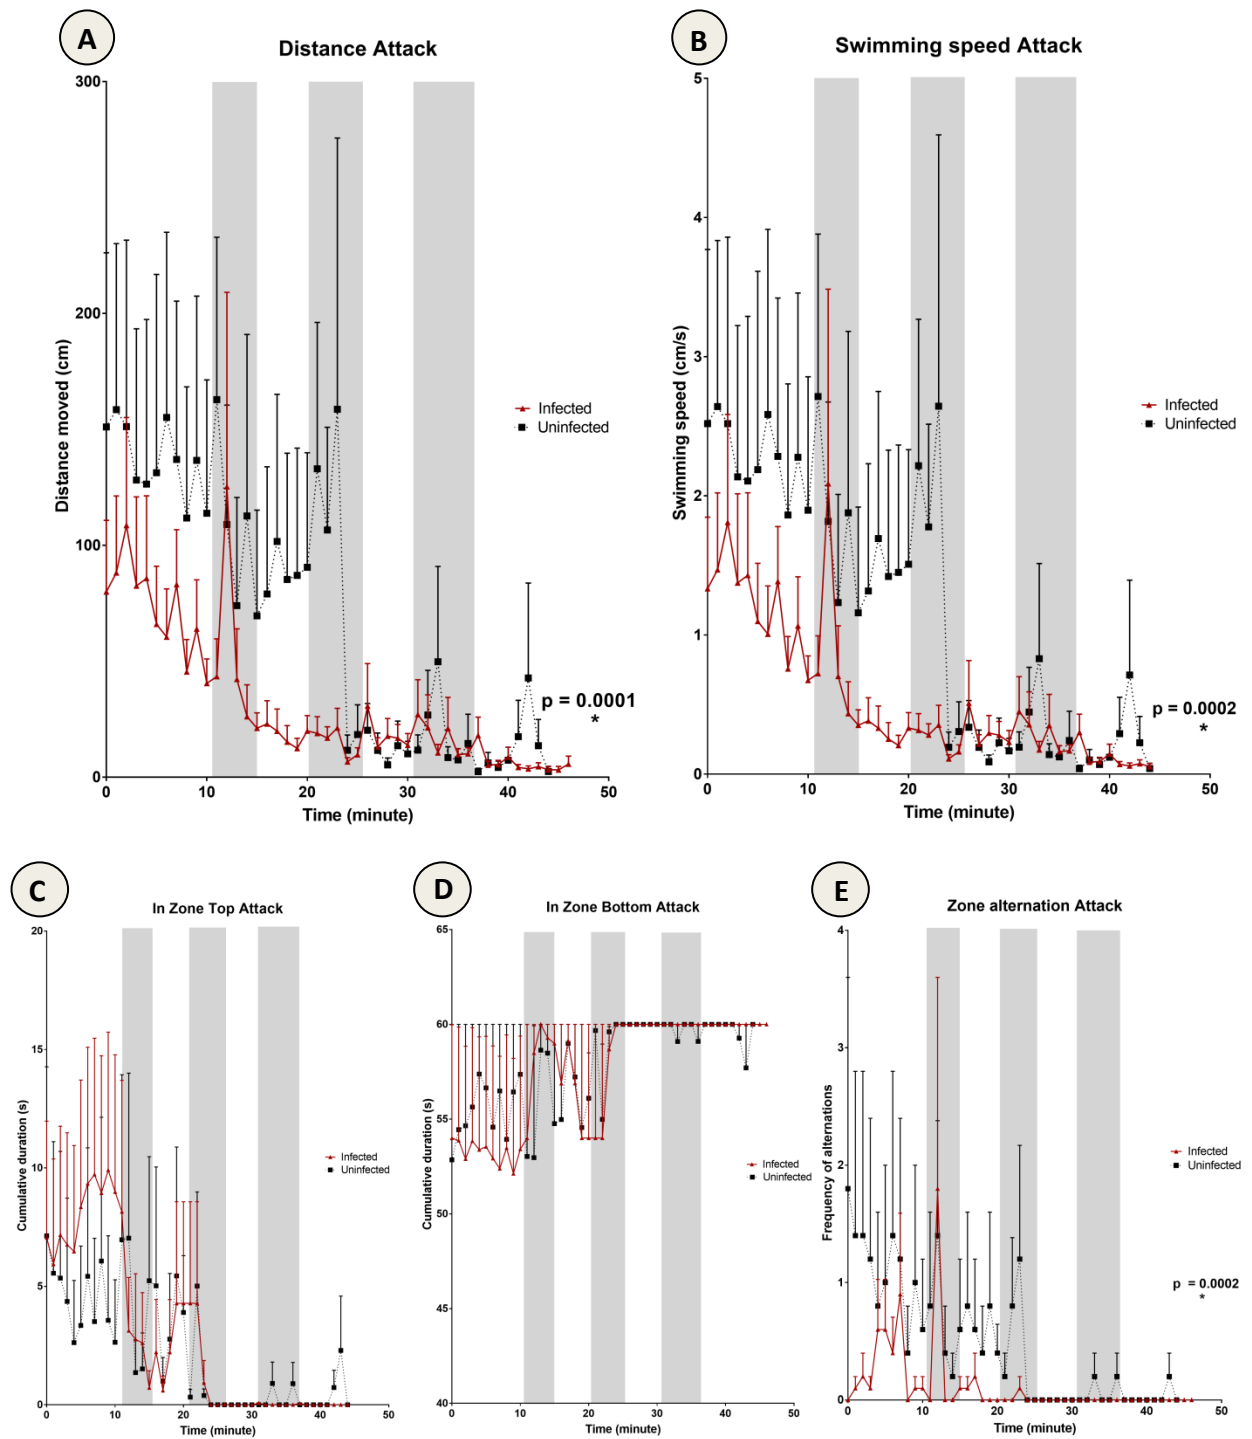 A
Distance Attack
300
200
100
0
Distance moved (cm)
0 10 20 30 40 50
Time (minute)
Infected
Uninfected
p = 0.0001
*
B
Swimming speed Attack
5
4
3
2
1
0
Swimming speed (cm/s)
0 10 20 30 40 50
Time (minute)
Infected
Uninfected
p = 0.0002
*
C
In Zone Top Attack
20
15
10
5
0
Cumulative duration (s)
0 10 20 30 40 50
Time (minute)
Infected
Uninfected
D
In Zone Bottom Attack
65
60
55
50
45
40
Cumulative duration (s)
0 10 20 30 40 50
Time (minute)
Infected
Uninfected
E
Zone alternation Attack
4
3
2
1
0
Frequency of alternations
0 10 20 30 40 50
Time (minute)
Infected
Uninfected
p = 0.0002
*